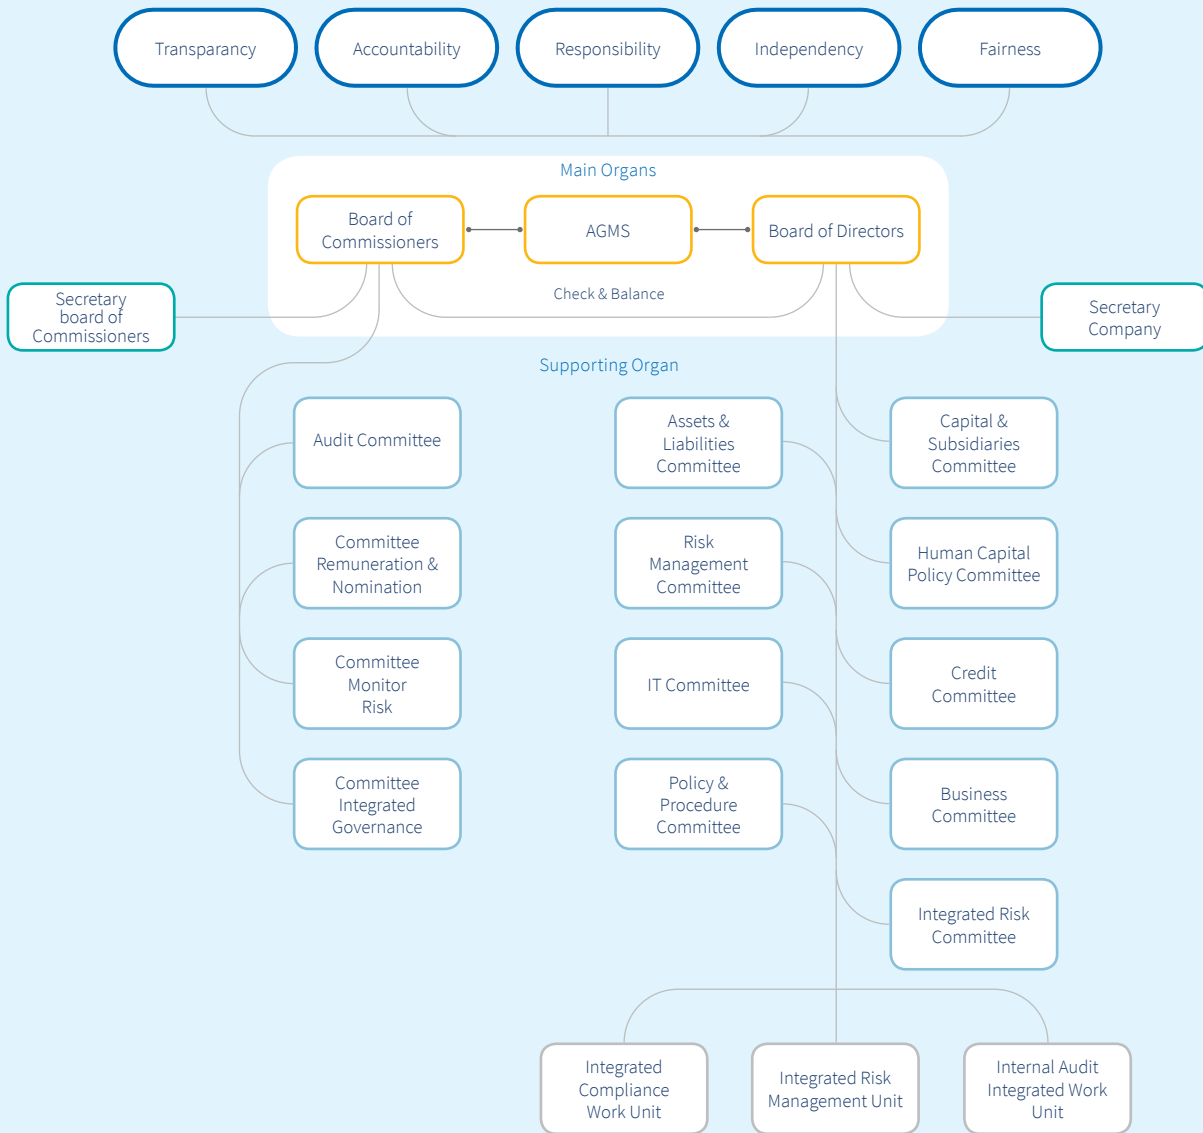 Transparancy
Accountability
Responsibility
Independency
Fairness
Main Organs
Board of
Commissioners
AGMS
Board of Directors
Check & Balance
Secretary
board of
Commissioners
Secretary
Company
Supporting Organ
Audit Committee
Assets &
Liabilities
Committee
Capital &
Subsidiaries
Committee
Committee
Remuneration &
Nomination
Risk
Management
Committee
Human Capital
Policy Committee
Committee
Monitor
Risk
IT Committee
Credit
Committee
Committee
Integrated
Governance
Policy &
Procedure
Committee
Business
Committee
Integrated Risk
Committee
Integrated
Compliance
Work Unit
Integrated Risk
Management Unit
Internal Audit
Integrated Work
Unit